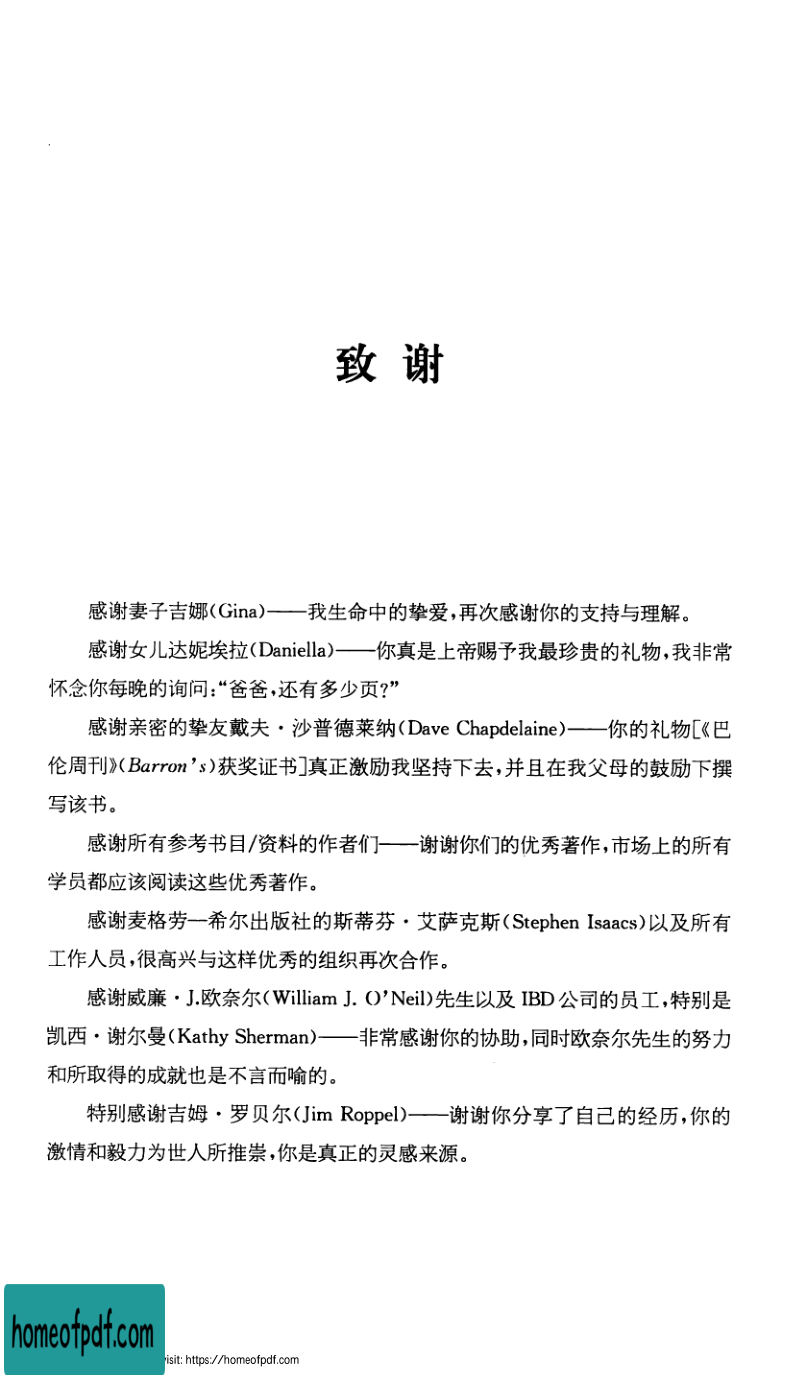 致谢
感谢妻子吉娜(Gina)——我生命中的挚爱,再次感谢你的支持与理解。
感谢女儿达妮埃拉(Daniella)——你真是上帝赐予我最珍贵的礼物,我非常
怀念你每晚的询问:“爸爸,还有多少页?”
感谢亲密的挚友戴夫·沙普德莱纳(Dave Chapdelaine)——你的礼物[《巴
伦周刊》(Barron's)获奖证书]真正激励我坚持下去,并且在我父母的鼓励下撰
写该书。
感谢所有参考书目/资料的作者们——谢谢你们的优秀著作,市场上的所有
学员都应该阅读这些优秀著作。
感谢麦格劳—希尔出版社的斯蒂芬·艾萨克斯(Stephen Isaacs)以及所有
工作人员,很高兴与这样优秀的组织再次合作。
感谢威廉·J.欧奈尔(William J. O'Neil)先生以及 IBD 公司的员工,特别是
凯西·谢尔曼(Kathy Sherman)——非常感谢你的协助,同时欧奈尔先生的努力
和所取得的成就也是不言而喻的。
特别感谢吉姆·罗贝尔(Jim Roppel)——谢谢你分享了自己的经历,你的
激情和毅力为世人所推崇,你是真正的灵感来源。
homeofpdf.com
visit: https://homeofpdf.com